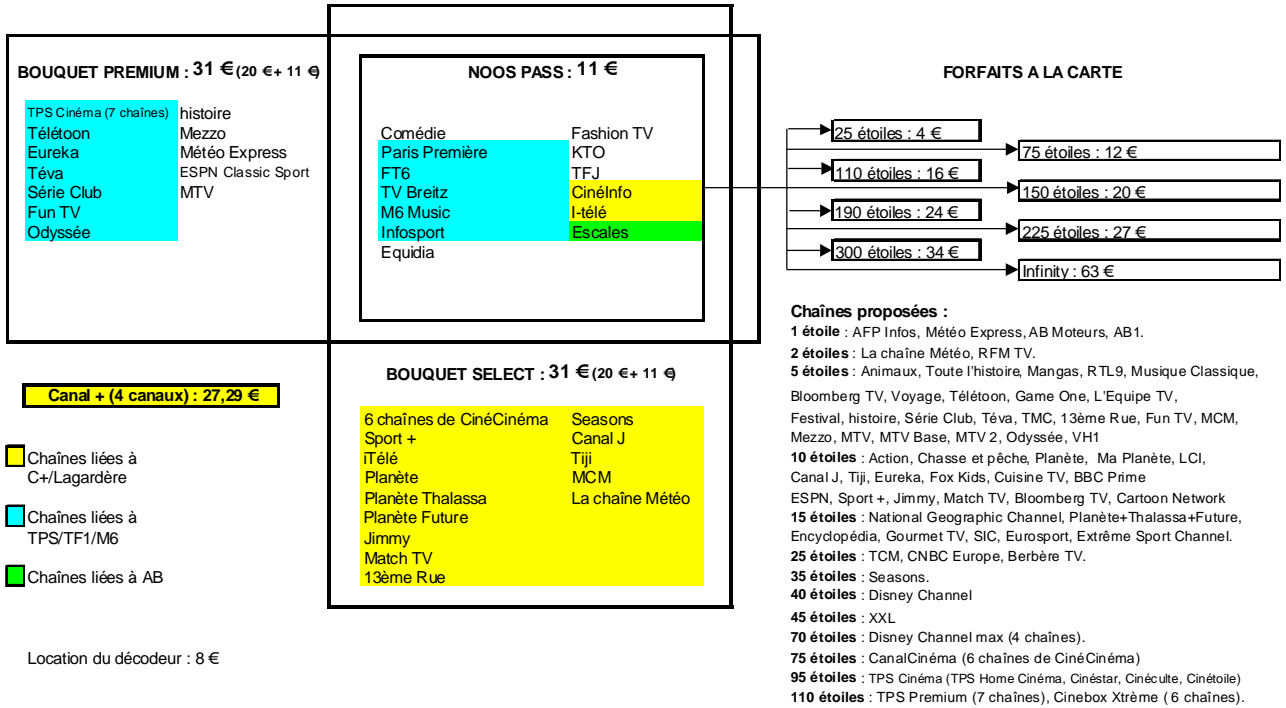 BOUQUET PREMIUM : 31 € (20 € + 11 €)
TPS Cinéma (7 chaînes) histoire
Télétoon Mezzo
Eureka Météo Express
Téva ESPN Classic Sport
Série Club MTV
Fun TV
Odyssée
NOOS PASS : 11 €
Comédie Fashion TV
Paris Première KTO
FT6 TFJ
TV Breitz CinéInfo
M6 Music I-télé
Infosport Escales
Equidia
BOUQUET SELECT : 31 € (20 € + 11 €)
6 chaînes de CinéCinéma Seasons
Sport + Canal J
iTélé Tiji
Planète MCM
Planète Thalassa La chaîne Météo
Planète Future
Jimmy
Match TV
13ème Rue
Canal + (4 canaux) : 27,29 €
Chaînes liées à
C+/Lagardère
Chaînes liées à
TPS/TF1/M6
Chaînes liées à AB
Location du décodeur : 8 €
FORFAITS A LA CARTE
25 étoiles : 4 €
75 étoiles : 12 €
110 étoiles : 16 €
150 étoiles : 20 €
190 étoiles : 24 €
225 étoiles : 27 €
300 étoiles : 34 €
Infinity : 63 €
Chaînes proposées :
1 étoile : AFP Infos, Météo Express, AB Moteurs, AB1.
2 étoiles : La chaîne Météo, RFM TV.
5 étoiles : Animaux, Toute l'histoire, Mangas, RTL9, Musique Classique,
Bloomberg TV, Voyage, Télétoon, Game One, L'Equipe TV,
Festival, histoire, Série Club, Téva, TMC, 13ème Rue, Fun TV, MCM,
Mezzo, MTV, MTV Base, MTV 2, Odyssée, VH1
10 étoiles : Action, Chasse et pêche, Planète, Ma Planète, LCI,
Canal J, Tiji, Eureka, Fox Kids, Cuisine TV, BBC Prime
ESPN, Sport +, Jimmy, Match TV, Bloomberg TV, Cartoon Network
15 étoiles : National Geographic Channel, Planète+Thalassa+Future,
Encyclopédia, Gourmet TV, SIC, Eurosport, Extrême Sport Channel.
25 étoiles : TCM, CNBC Europe, Berbère TV.
35 étoiles : Seasons.
40 étoiles : Disney Channel
45 étoiles : XXL
70 étoiles : Disney Channel max (4 chaînes).
75 étoiles : CanalCinéma (6 chaînes de CinéCinéma)
95 étoiles : TPS Cinéma (TPS Home Cinéma, Cinéstar, Cinéculte, Cinétoile)
110 étoiles : TPS Premium (7 chaînes), Cinebox Xtrème ( 6 chaînes).